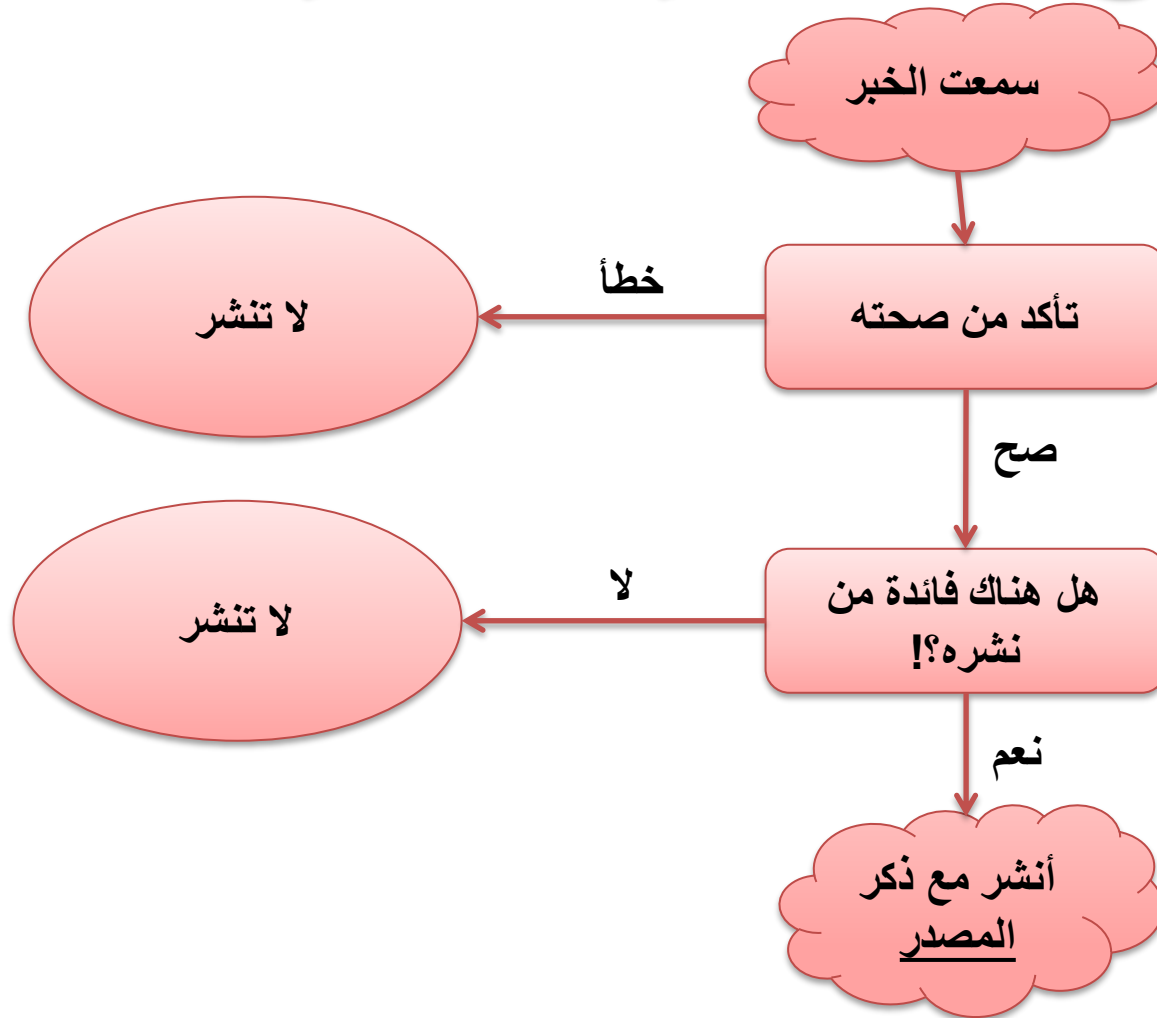 سمعت الخبر
تأكد من صحته
خطأ
لا تنشر
صح
هل هناك فائدة من
نشره؟!
لا
لا تنشر
نعم
أنشر مع ذكر
المصدر